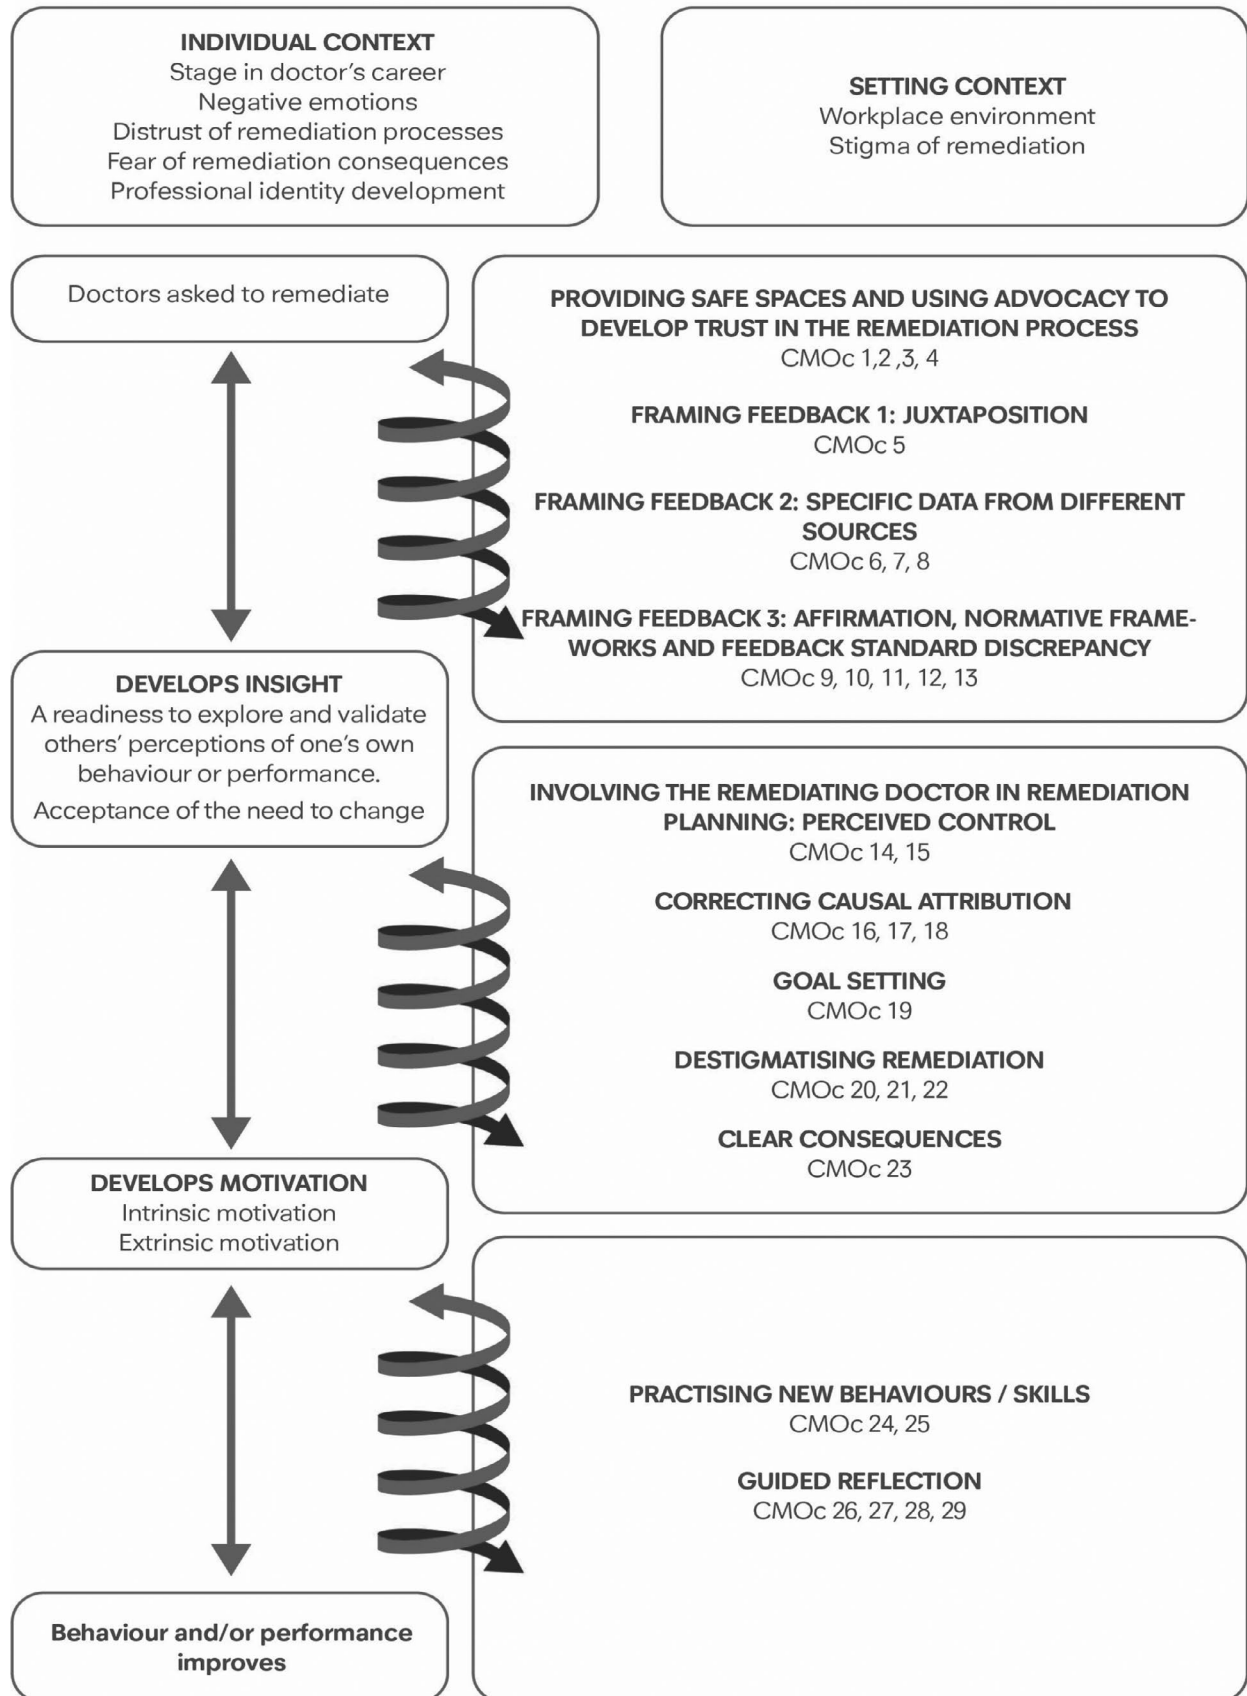 INDIVIDUAL CONTEXT
Stage in doctor's career
Negative emotions
Distrust of remediation processes
Fear of remediation consequences
Professional identity development
SETTING CONTEXT
Workplace environment
Stigma of remediation
Doctors asked to remediate
PROVIDING SAFE SPACES AND USING ADVOCACY TO
DEVELOP TRUST IN THE REMEDIATION PROCESS
CMOc 1,2 ,3, 4
FRAMING FEEDBACK 1: JUXTAPOSITION
CMOc 5
FRAMING FEEDBACK 2: SPECIFIC DATA FROM DIFFERENT
SOURCES
CMOc 6, 7, 8
FRAMING FEEDBACK 3: AFFIRMATION, NORMATIVE FRAME-
WORKS AND FEEDBACK STANDARD DISCREPANCY
CMOc 9, 10, 11, 12, 13
DEVELOPS INSIGHT
A readiness to explore and validate
others' perceptions of one's own
behaviour or performance.
Acceptance of the need to change
INVOLVING THE REMEDIATING DOCTOR IN REMEDIATION
PLANNING: PERCEIVED CONTROL
CMOc 14, 15
CORRECTING CAUSAL ATTRIBUTION
CMOc 16, 17, 18
GOAL SETTING
CMOc 19
DESTIGMATISING REMEDIATION
CMOc 20, 21, 22
CLEAR CONSEQUENCES
CMOc 23
DEVELOPS MOTIVATION
Intrinsic motivation
Extrinsic motivation
PRACTISING NEW BEHAVIOURS / SKILLS
CMOc 24, 25
GUIDED REFLECTION
CMOc 26, 27, 28, 29
Behaviour and/or performance
improves